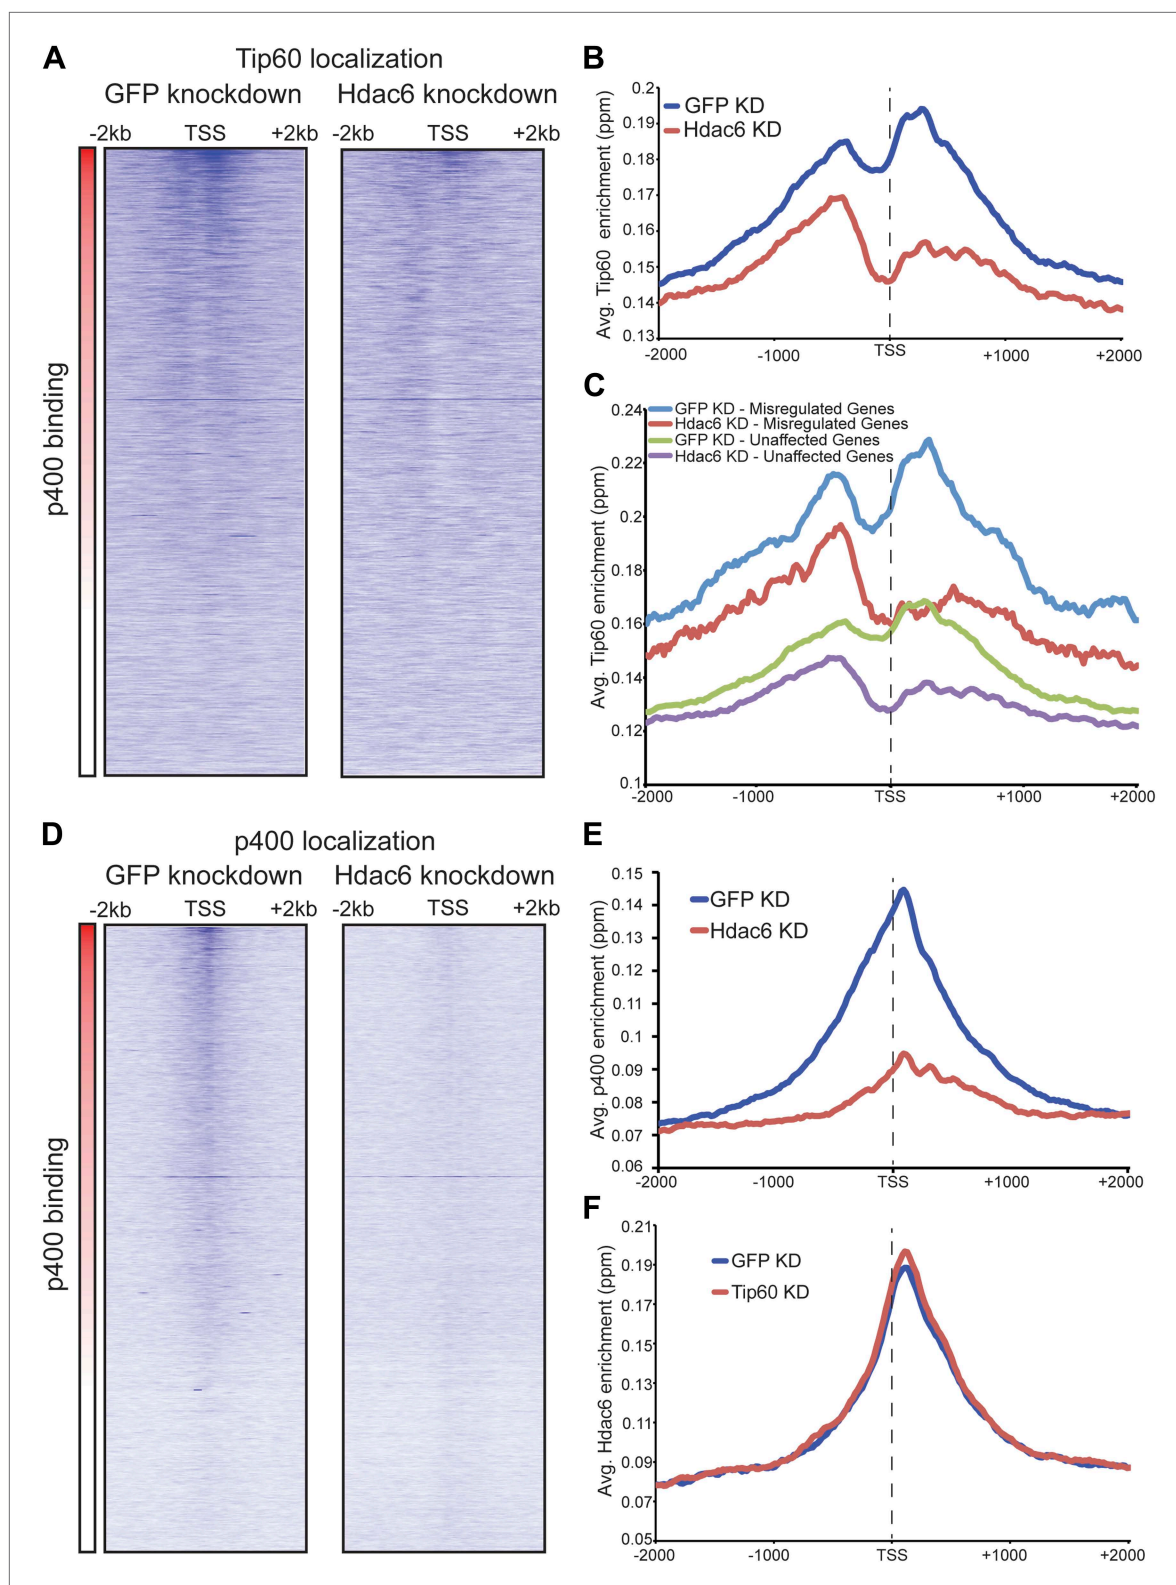 A
Tip60 localization
GFP knockdown Hdac6 knockdown
-2kb TSS +2kb -2kb TSS +2kb
p400 binding
B
GFP KD
Hdac6 KD
Avg. Tip60 enrichment (ppm)
0.2
0.19
0.18
0.17
0.16
0.15
0.14
0.13
-2000 -1000 TSS +1000 +2000
C
GFP KD - Misregulated Genes
Hdac6 KD - Misregulated Genes
GFP KD - Unaffected Genes
Hdac6 KD - Unaffected Genes
Avg. Tip60 enrichment (ppm)
0.24
0.22
0.2
0.18
0.16
0.14
0.12
0.1
-2000 -1000 TSS +1000 +2000
D
p400 localization
GFP knockdown Hdac6 knockdown
-2kb TSS +2kb -2kb TSS +2kb
p400 binding
E
GFP KD
Hdac6 KD
Avg. p400 enrichment (ppm)
0.15
0.14
0.13
0.12
0.11
0.1
0.09
0.08
0.07
0.06
-2000 -1000 TSS +1000 +2000
F
GFP KD
Tip60 KD
Avg. Hdac6 enrichment (ppm)
0.21
0.19
0.17
0.15
0.13
0.11
0.09
0.07
0.05
-2000 -1000 TSS +1000 +2000